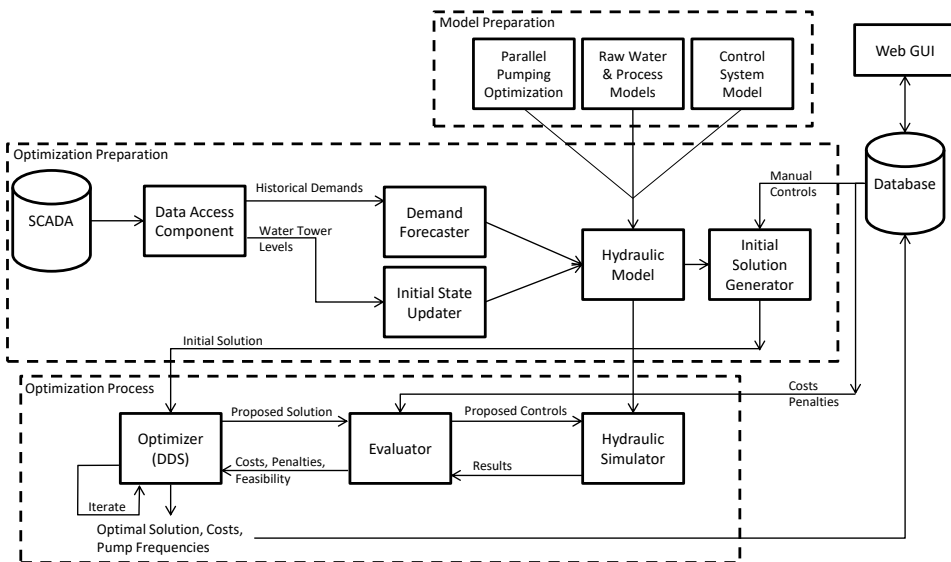 Model Preparation
Parallel
Pumping
Optimization
Raw Water
& Process
Models
Control
System
Model
Web GUI
Optimization Preparation
SCADA
Data Access
Component
Historical Demands
Water Tower
Levels
Demand
Forecaster
Initial State
Updater
Hydraulic
Model
Initial
Solution
Generator
Manual
Controls
Database
Initial Solution
Optimization Process
Costs
Penalties
Optimizer
(DDS)
Proposed Solution
Costs, Penalties,
Feasibility
Evaluator
Proposed Controls
Results
Hydraulic
Simulator
Iterate
Optimal Solution, Costs,
Pump Frequencies